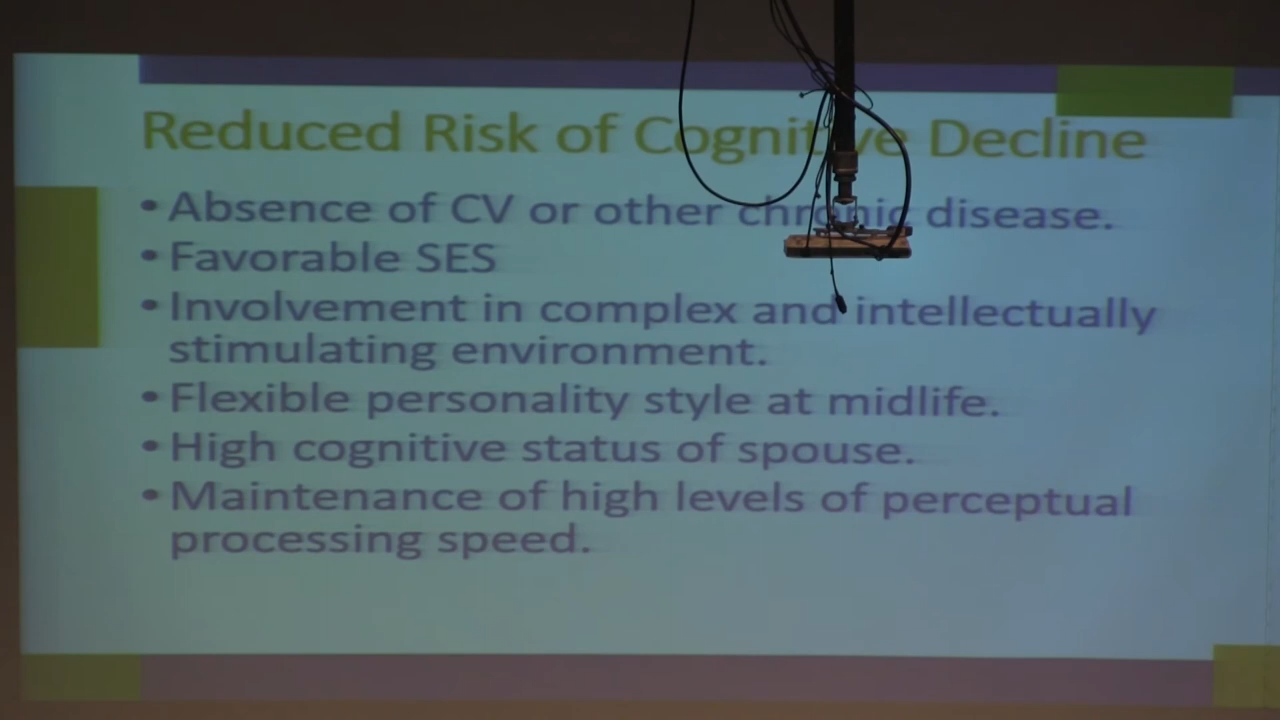 Reduced Risk of Cognitive Decline
• Absence of CV or other chronic disease.
• Favorable SES
• Involvement in complex and intellectually
stimulating environment.
• Flexible personality style at midlife.
• High cognitive status of spouse.
• Maintenance of high levels of perceptual
processing speed.